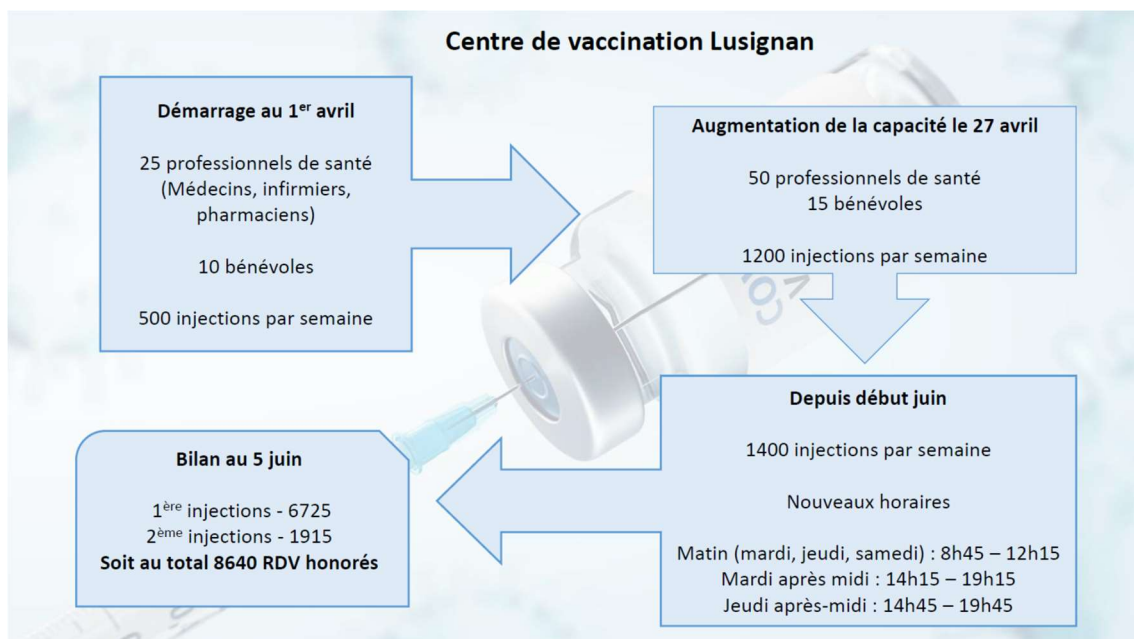 Centre de vaccination Lusignan
Démarrage au 1er avril
25 professionnels de santé
(Médecins, infirmiers,
pharmaciens)
10 bénévoles
500 injections par semaine
Augmentation de la capacité le 27 avril
50 professionnels de santé
15 bénévoles
1200 injections par semaine
Depuis début juin
1400 injections par semaine
Nouveaux horaires
Matin (mardi, jeudi, samedi) : 8h45 – 12h15
Mardi après midi : 14h15 – 19h15
Jeudi après-midi : 14h45 – 19h45
Bilan au 5 juin
1ère injections - 6725
2ème injections - 1915
Soit au total 8640 RDV honorés